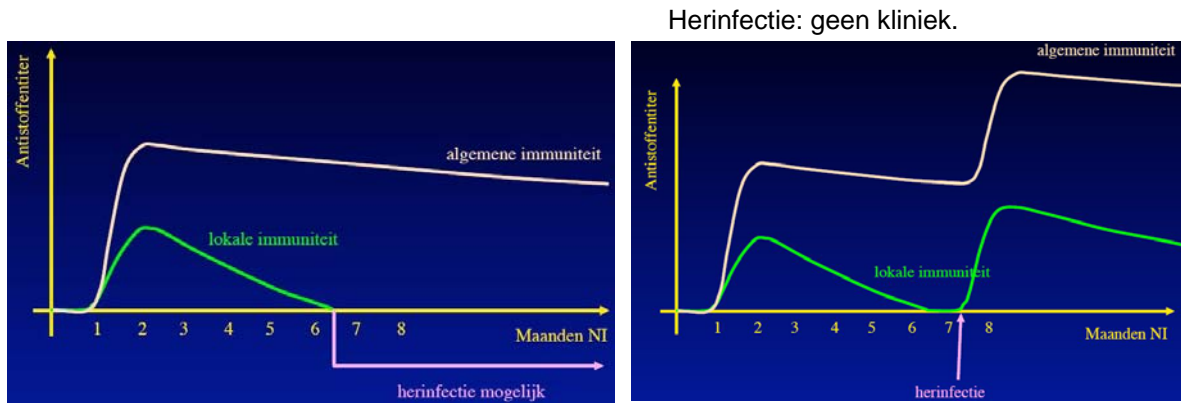 Herinfectie: geen kliniek.
Antistoffentiter
algemene immuniteit
lokale immuniteit
1 2 3 4 5 6 7 8
Maanden NI
herinfectie mogelijk
algemene immuniteit
Antistoffentiter
lokale immuniteit
1 2 3 4 5 6 7 8
Maanden NI
herinfectie